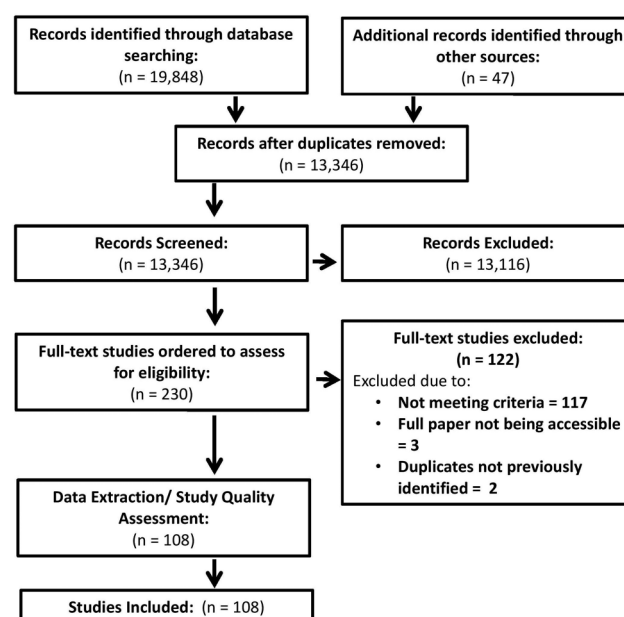 Records identified through database
searching:
(n = 19,848)
Additional records identified through
other sources:
(n = 47)
Records after duplicates removed:
(n = 13,346)
Records Screened:
(n = 13,346)
Records Excluded:
(n = 13,116)
Full-text studies ordered to assess
for eligibility:
(n = 230)
Full-text studies excluded:
(n = 122)
Excluded due to:
• Not meeting criteria = 117
• Full paper not being accessible
= 3
• Duplicates not previously
identified = 2
Data Extraction/ Study Quality
Assessment:
(n = 108)
Studies Included: (n = 108)